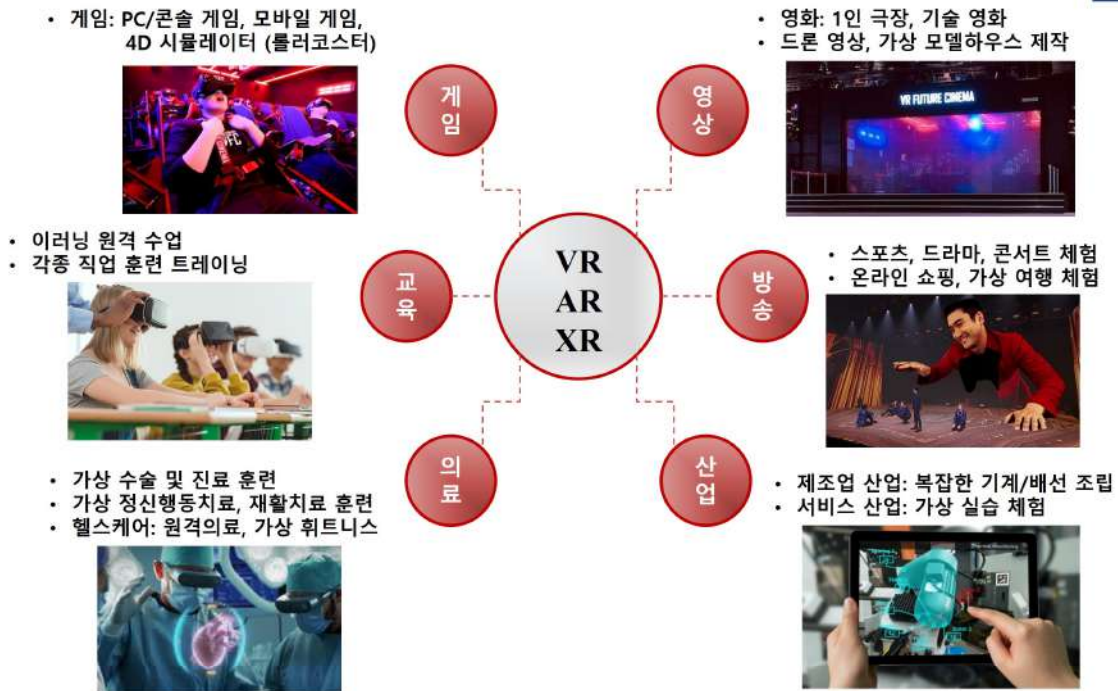 • 게임: PC/콘솔 게임, 모바일 게임,
4D 시뮬레이터 (롤러코스터)
게
임
영
상
• 영화: 1인 극장, 기술 영화
• 드론 영상, 가상 모델하우스 제작
VR FUTURE CINEMA
• 이러닝 원격 수업
• 각종 직업 훈련 트레이닝
교
육
VR
AR
XR
방
송
• 스포츠, 드라마, 콘서트 체험
• 온라인 쇼핑, 가상 여행 체험
• 가상 수술 및 진료 훈련
• 가상 정신행동치료, 재활치료 훈련
• 헬스케어: 원격의료, 가상 휘트니스
의
료
산
업
• 제조업 산업: 복잡한 기계/배선 조립
• 서비스 산업: 가상 실습 체험